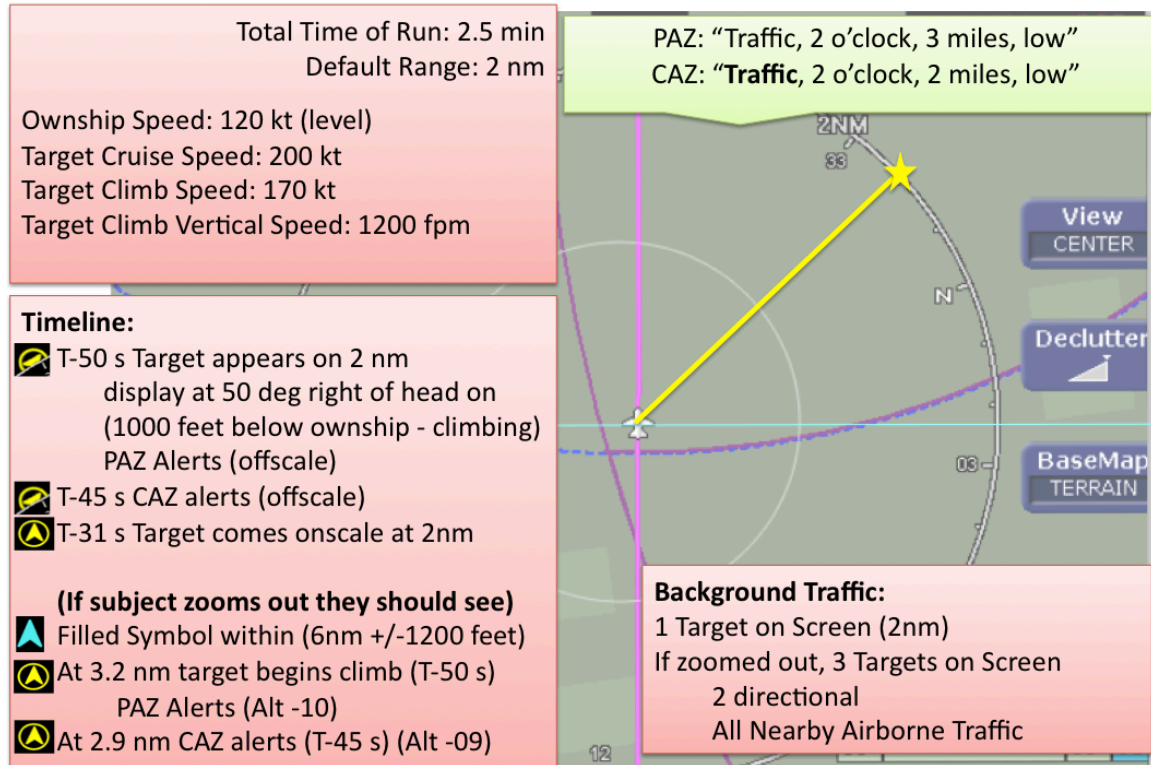 Total Time of Run: 2.5 min
Default Range: 2 nm
Ownship Speed: 120 kt (level)
Target Cruise Speed: 200 kt
Target Climb Speed: 170 kt
Target Climb Vertical Speed: 1200 fpm
PAZ: “Traffic, 2 o’clock, 3 miles, low”
CAZ: “Traffic, 2 o’clock, 2 miles, low”
2NM
33
N
03
12
View
CENTER
Declutter
BaseMap
TERRAIN
Timeline:
T-50 s Target appears on 2 nm
display at 50 deg right of head on
(1000 feet below ownship - climbing)
PAZ Alerts (offscale)
T-45 s CAZ alerts (offscale)
T-31 s Target comes onscale at 2nm
(If subject zooms out they should see)
Filled Symbol within (6nm +/-1200 feet)
At 3.2 nm target begins climb (T-50 s)
PAZ Alerts (Alt -10)
At 2.9 nm CAZ alerts (T-45 s) (Alt -09)
Background Traffic:
1 Target on Screen (2nm)
If zoomed out, 3 Targets on Screen
2 directional
All Nearby Airborne Traffic